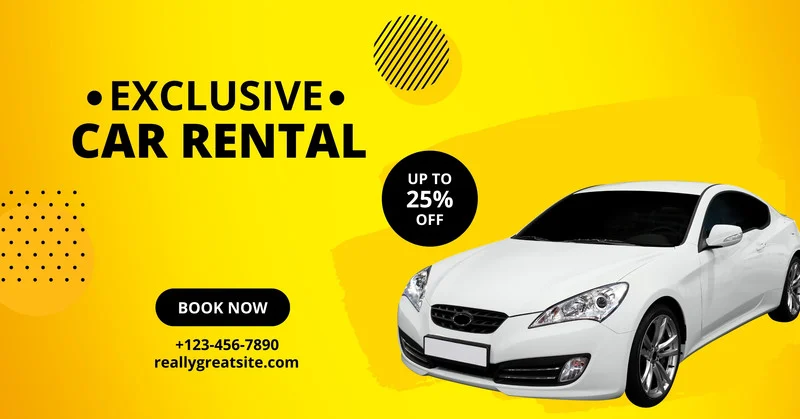 •EXCLUSIVE•
CAR RENTAL
UP TO
25%
OFF
BOOK NOW
+123-456-7890
reallygreatsite.com